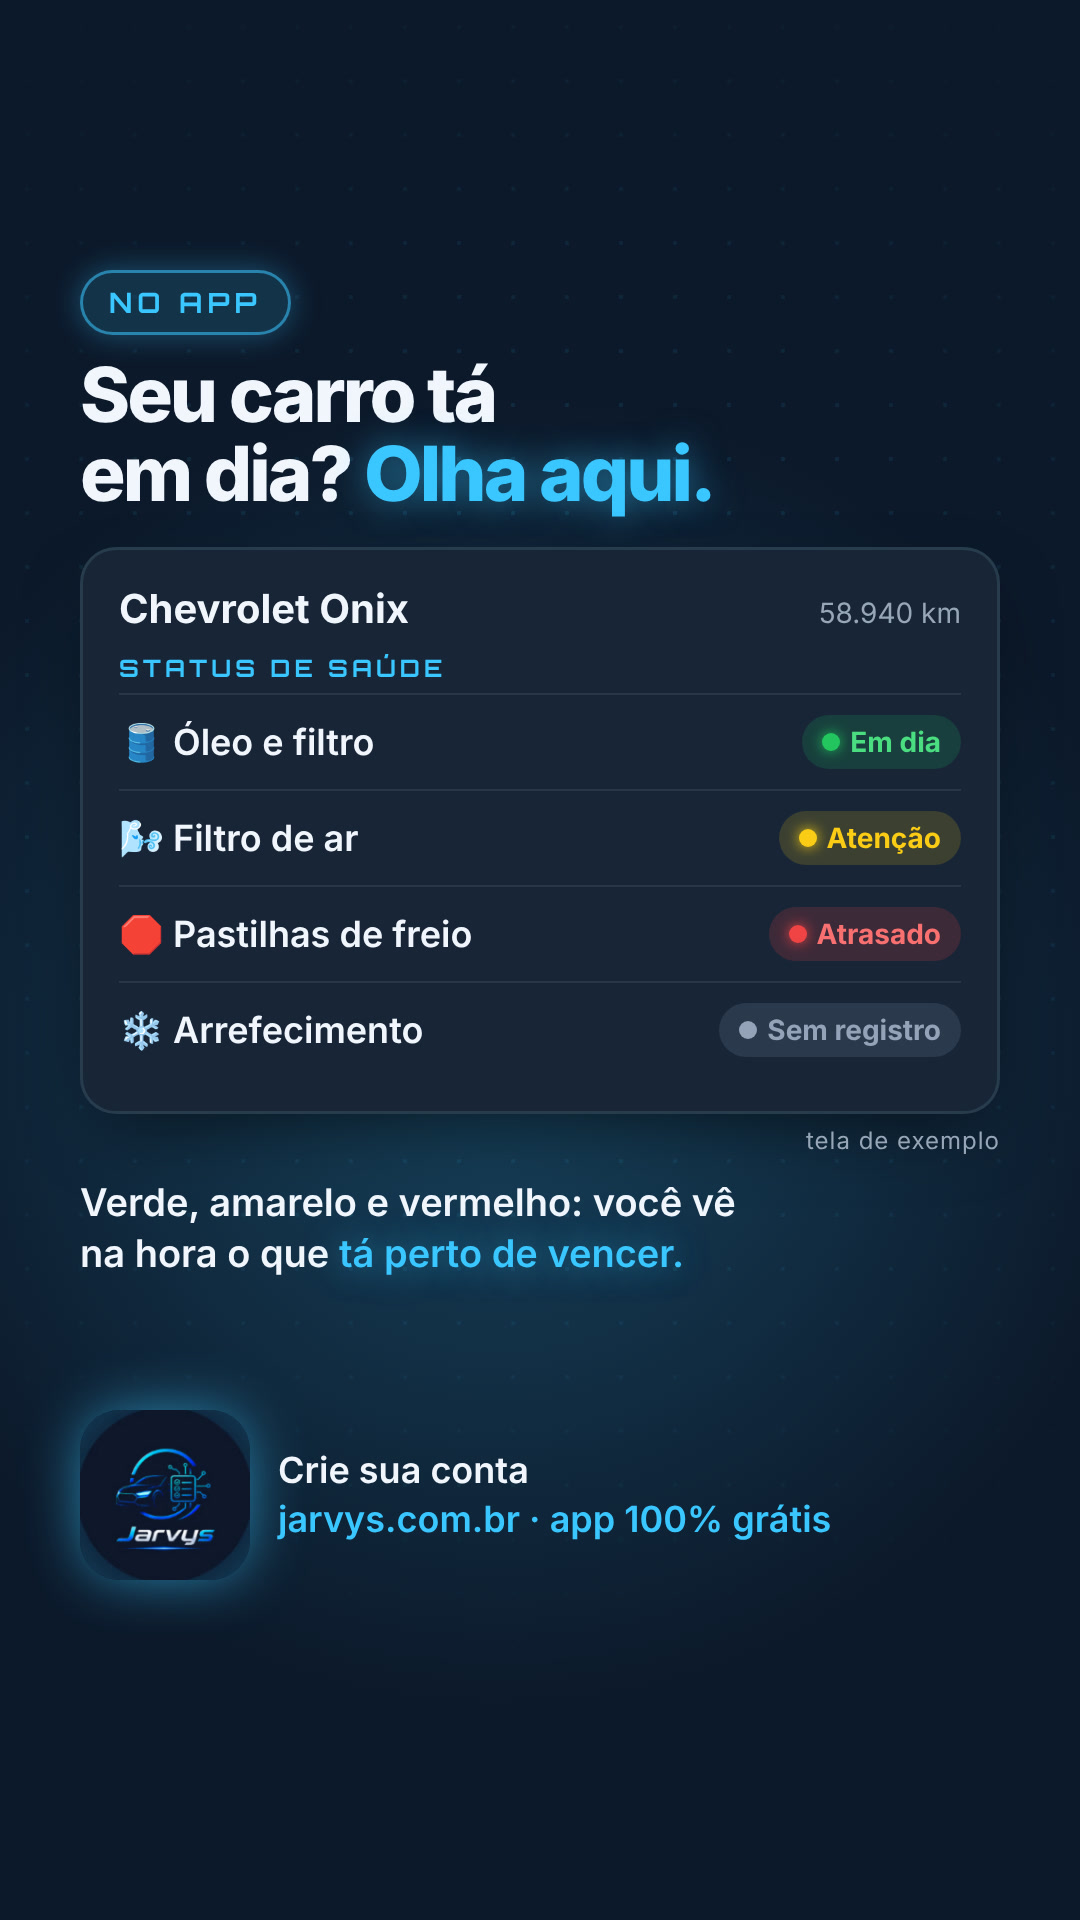 NO APP
Seu carro tá
em dia? Olha aqui.
Chevrolet Onix
58.940 km
STATUS DE SAÚDE
Óleo e filtro
Em dia
Filtro de ar
Atenção
Pastilhas de freio
Atrasado
Arrefecimento
Sem registro
tela de exemplo
Verde, amarelo e vermelho: você vê
na hora o que tá perto de vencer.
Jarvys
Crie sua conta
jarvys.com.br · app 100% grátis